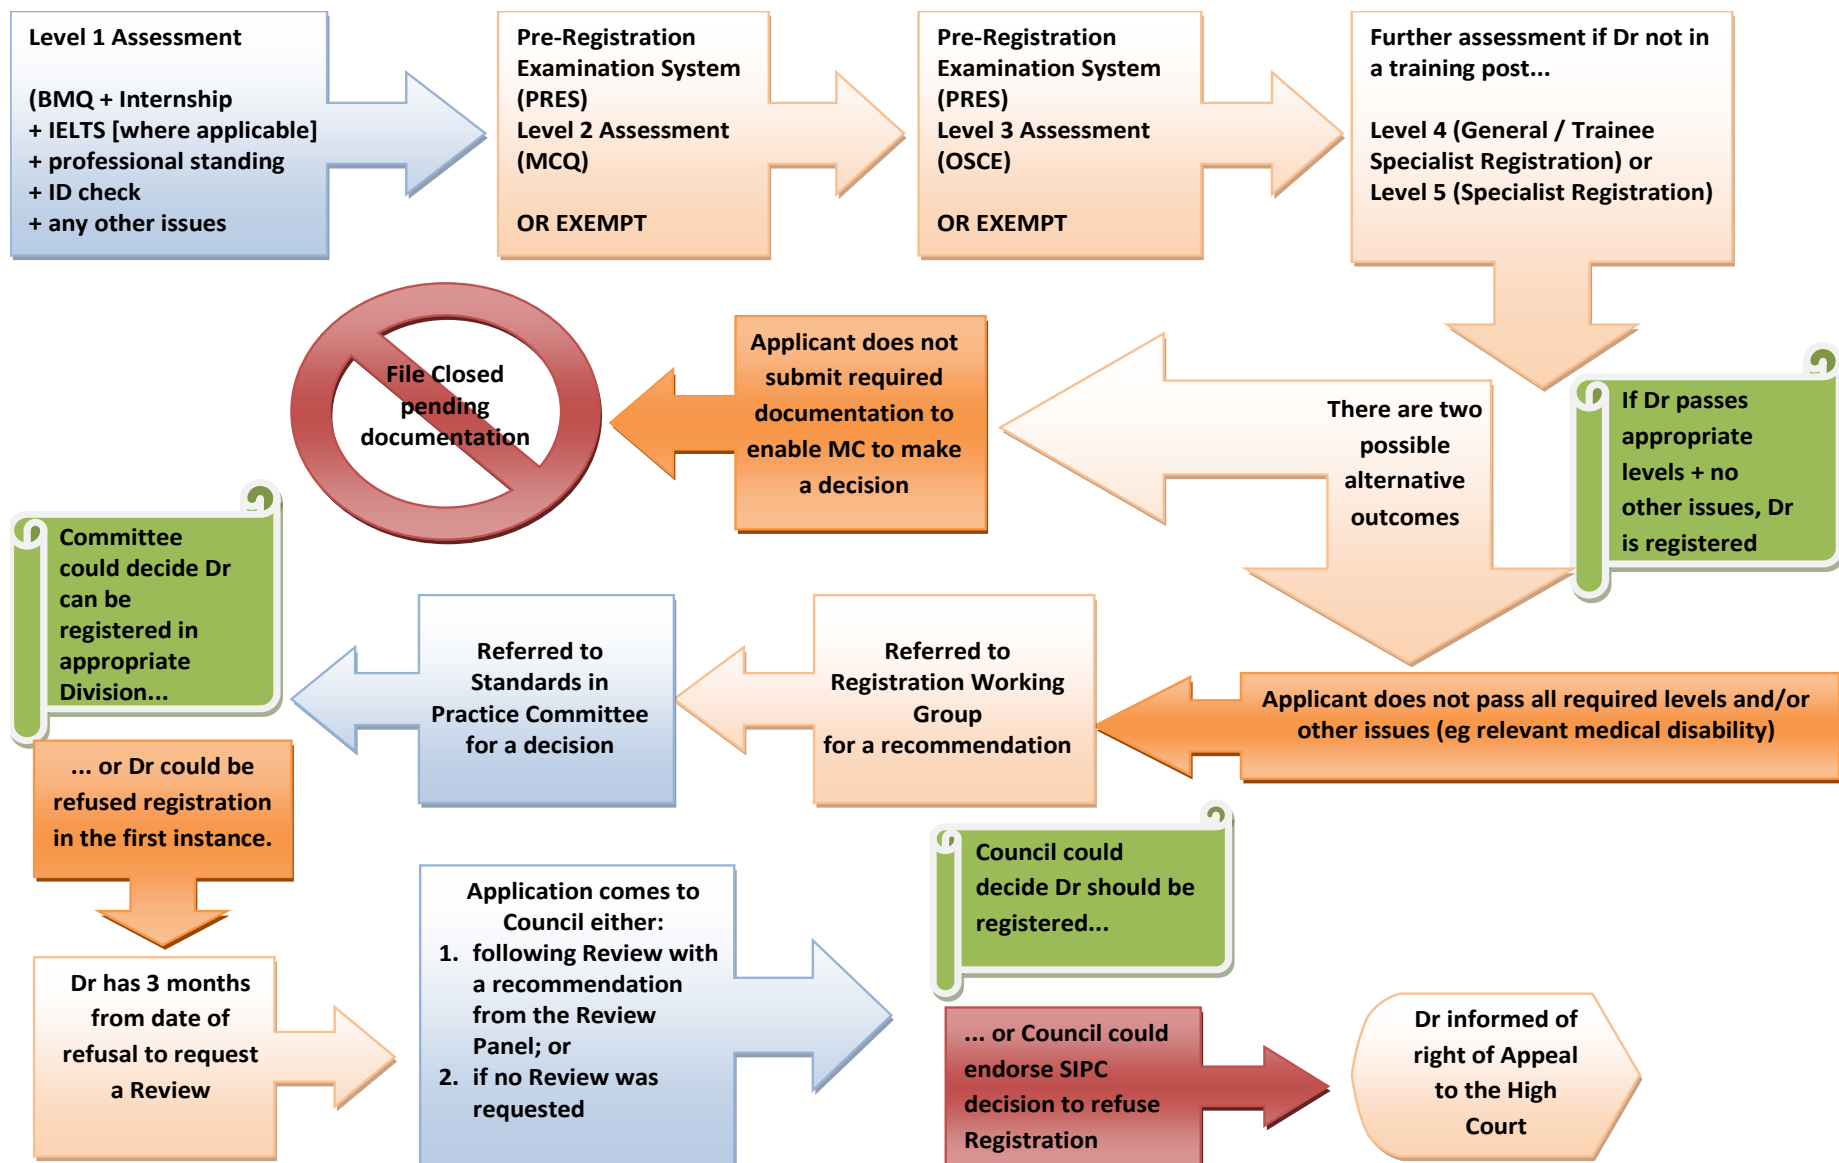 Level 1 Assessment
(BMQ + Internship
+ IELTS [where applicable]
+ professional standing
+ ID check
+ any other issues
Pre-Registration
Examination System
(PRES)
Level 2 Assessment
(MCQ)
OR EXEMPT
Pre-Registration
Examination System
(PRES)
Level 3 Assessment
(OSCE)
OR EXEMPT
Further assessment if Dr not in
a training post...
Level 4 (General / Trainee
Specialist Registration) or
Level 5 (Specialist Registration)
If Dr passes
appropriate
levels + no
other issues, Dr
is registered
There are two
possible
alternative
outcomes
Applicant does not
submit required
documentation to
enable MC to make
a decision
File Closed
pending
documentation
Applicant does not pass all required levels and/or
other issues (eg relevant medical disability)
Referred to
Registration Working
Group
for a recommendation
Referred to
Standards in
Practice Committee
for a decision
Committee
could decide Dr
can be
registered in
appropriate
Division...
... or Dr could be
refused registration
in the first instance.
Dr has 3 months
from date of
refusal to request
a Review
Application comes to
Council either:
1. following Review with
a recommendation
from the Review
Panel; or
2. if no Review was
requested
Council could
decide Dr should be
registered...
... or Council could
endorse SIPC
decision to refuse
Registration
Dr informed of
right of Appeal
to the High
Court